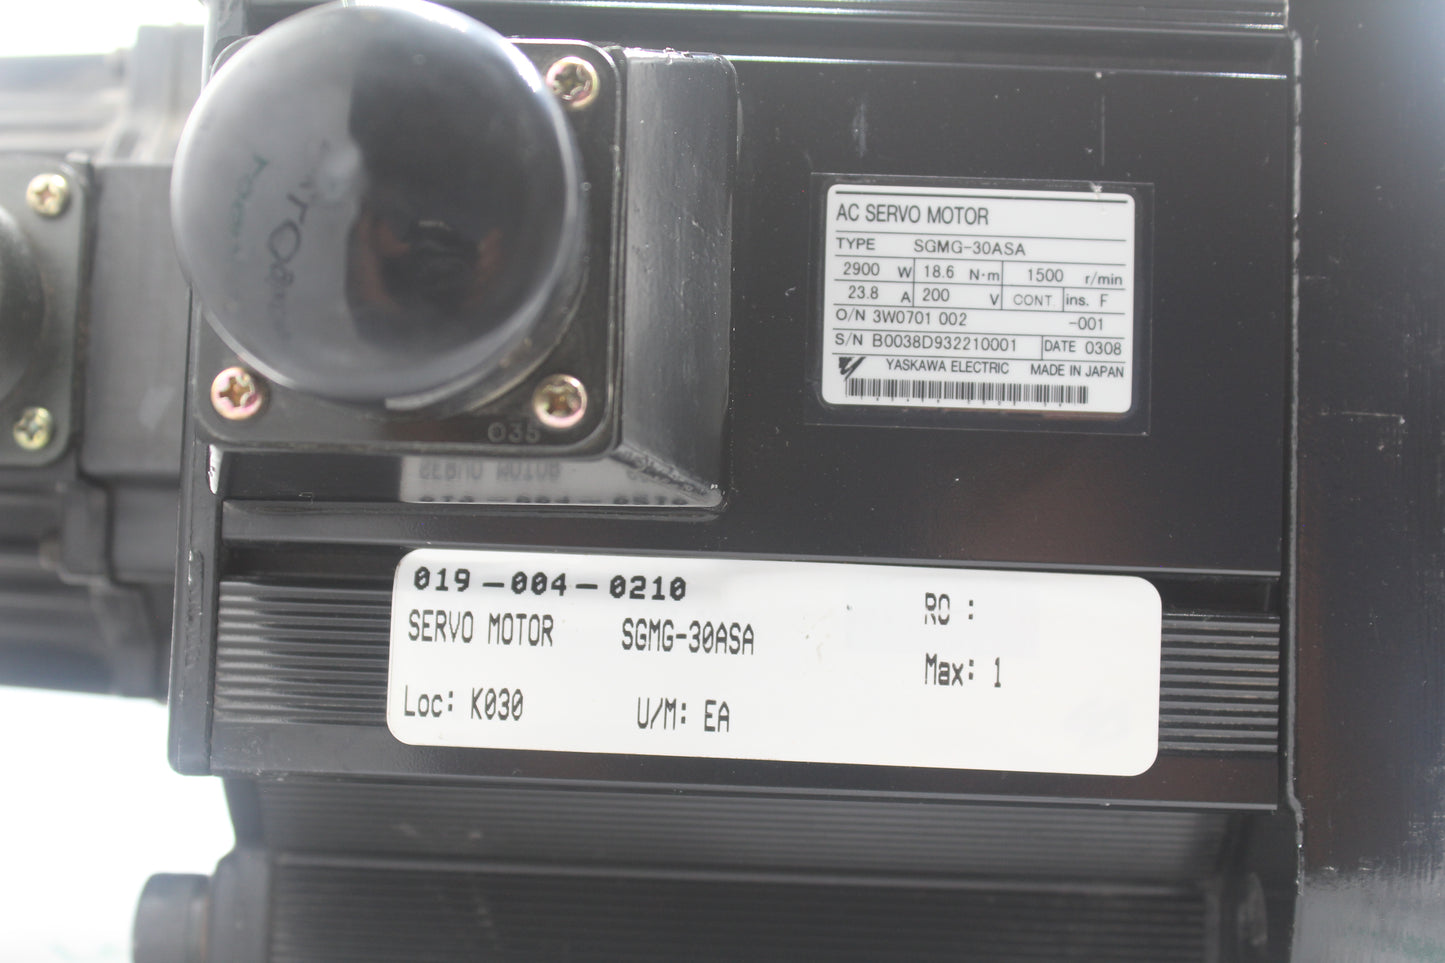 AC SERVO MOTOR
TYPE SGMG-30ASA
2900 W 18.6 N·m 1500 r/min
23.8 A 200 V CONT ins. F
O/N 3W0701 002 -001
S/N B0038D932210001 DATE 0308
YASKAWA ELECTRIC MADE IN JAPAN
035
019-004-0210
SERVO MOTOR SGMG-30ASA
RO :
Max: 1
Loc: K030 U/M: EA